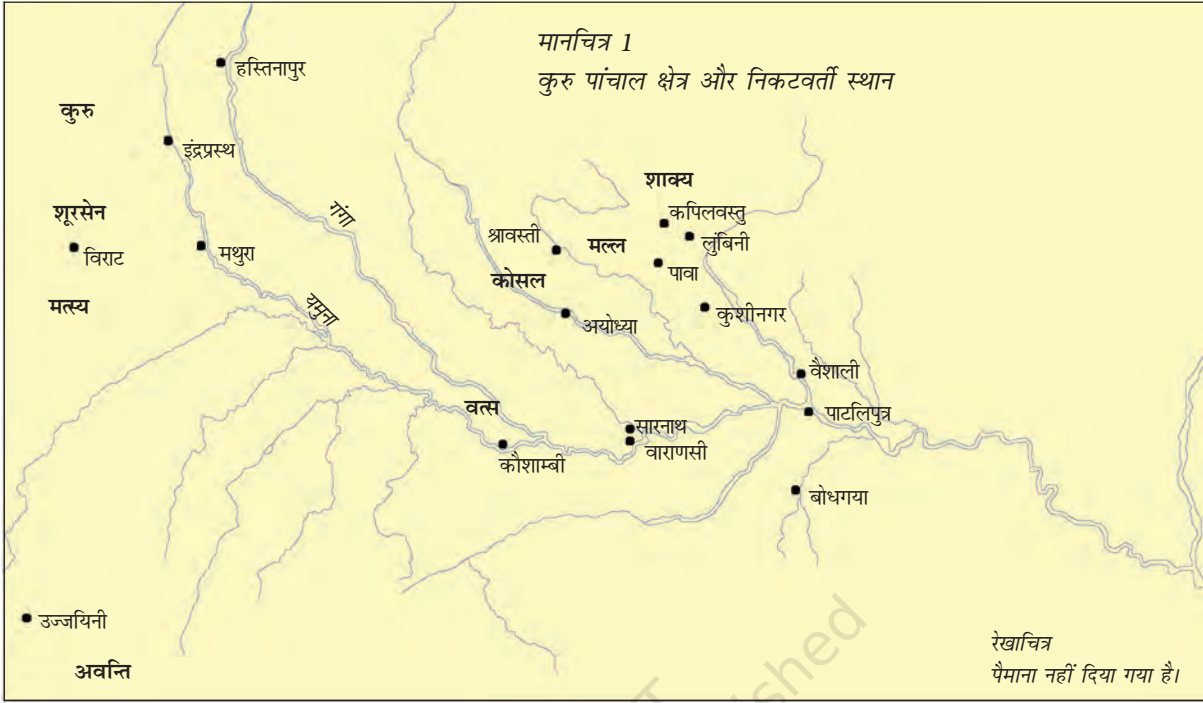 मानचित्र 1
कुरु पांचाल क्षेत्र और निकटवर्ती स्थान
हस्तिनापुर
कुरु
इंद्रप्रस्थ
शाक्य
कपिलवस्तु
लुंबिनी
शूरसेन
गंगा
श्रावस्ती
मल्ल
विराट
मथुरा
पावा
कोसल
मत्स्य
यमुना
अयोध्या
कुशीनगर
वैशाली
वत्स
पाटलिपुत्र
सारनाथ
वाराणसी
कौशाम्बी
बोधगया
उज्जयिनी
अवन्ति
shed
रेखाचित्र
पैमाना नहीं दिया गया है।